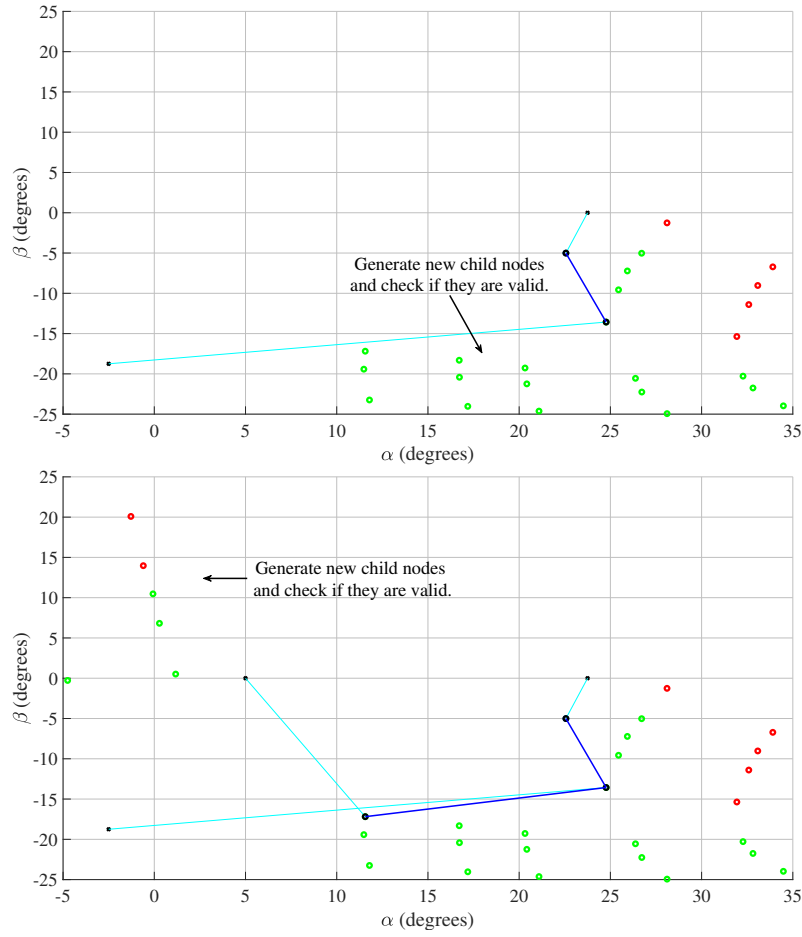 25
20
15
10
5
0
-5
-10
-15
-20
-25
β (degrees)
Generate new child nodes
and check if they are valid.
-5 0 5 10 15 20 25 30 35
α (degrees)
25
20
15
10
5
0
-5
-10
-15
-20
-25
β (degrees)
Generate new child nodes
and check if they are valid.
-5 0 5 10 15 20 25 30 35
α (degrees)